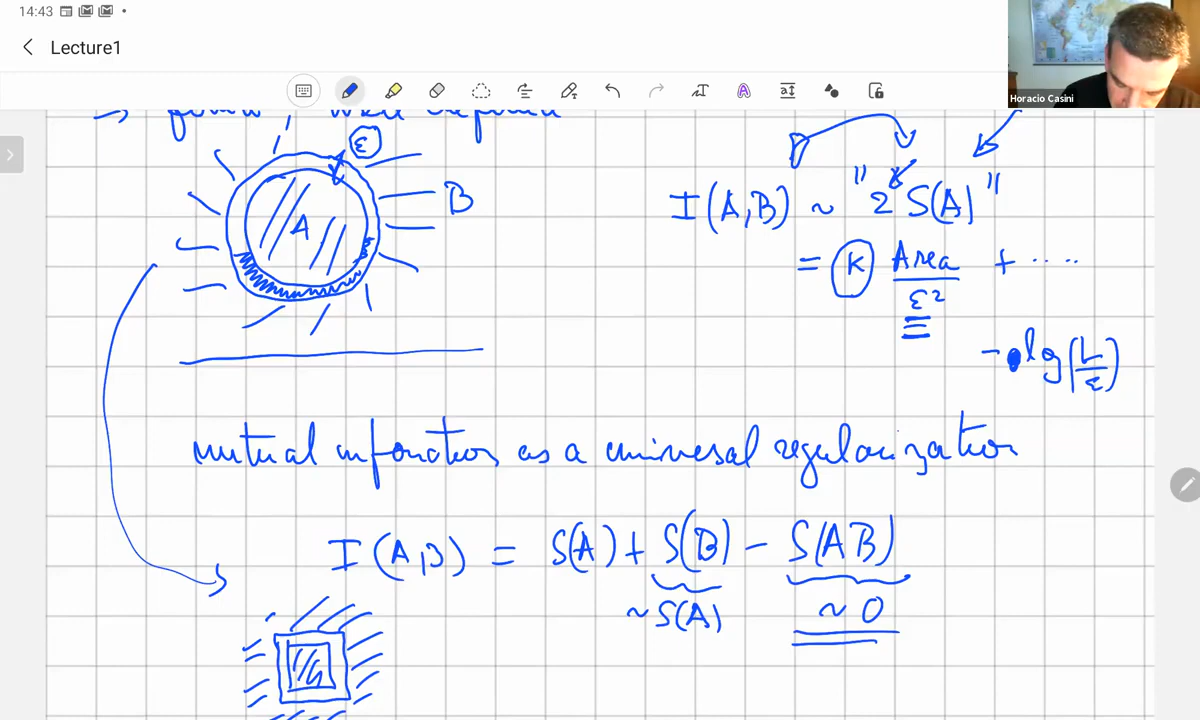 14:43
Lecture1
Horacio Casini
ε
A
B
I(A,B) ~ "2 S(A)"
= K Area/ε² + ....
- log(L/ε)
mutual information as a universal regularization
I(A,B) = S(A) + S(B) - S(AB)
~S(A) ~ 0